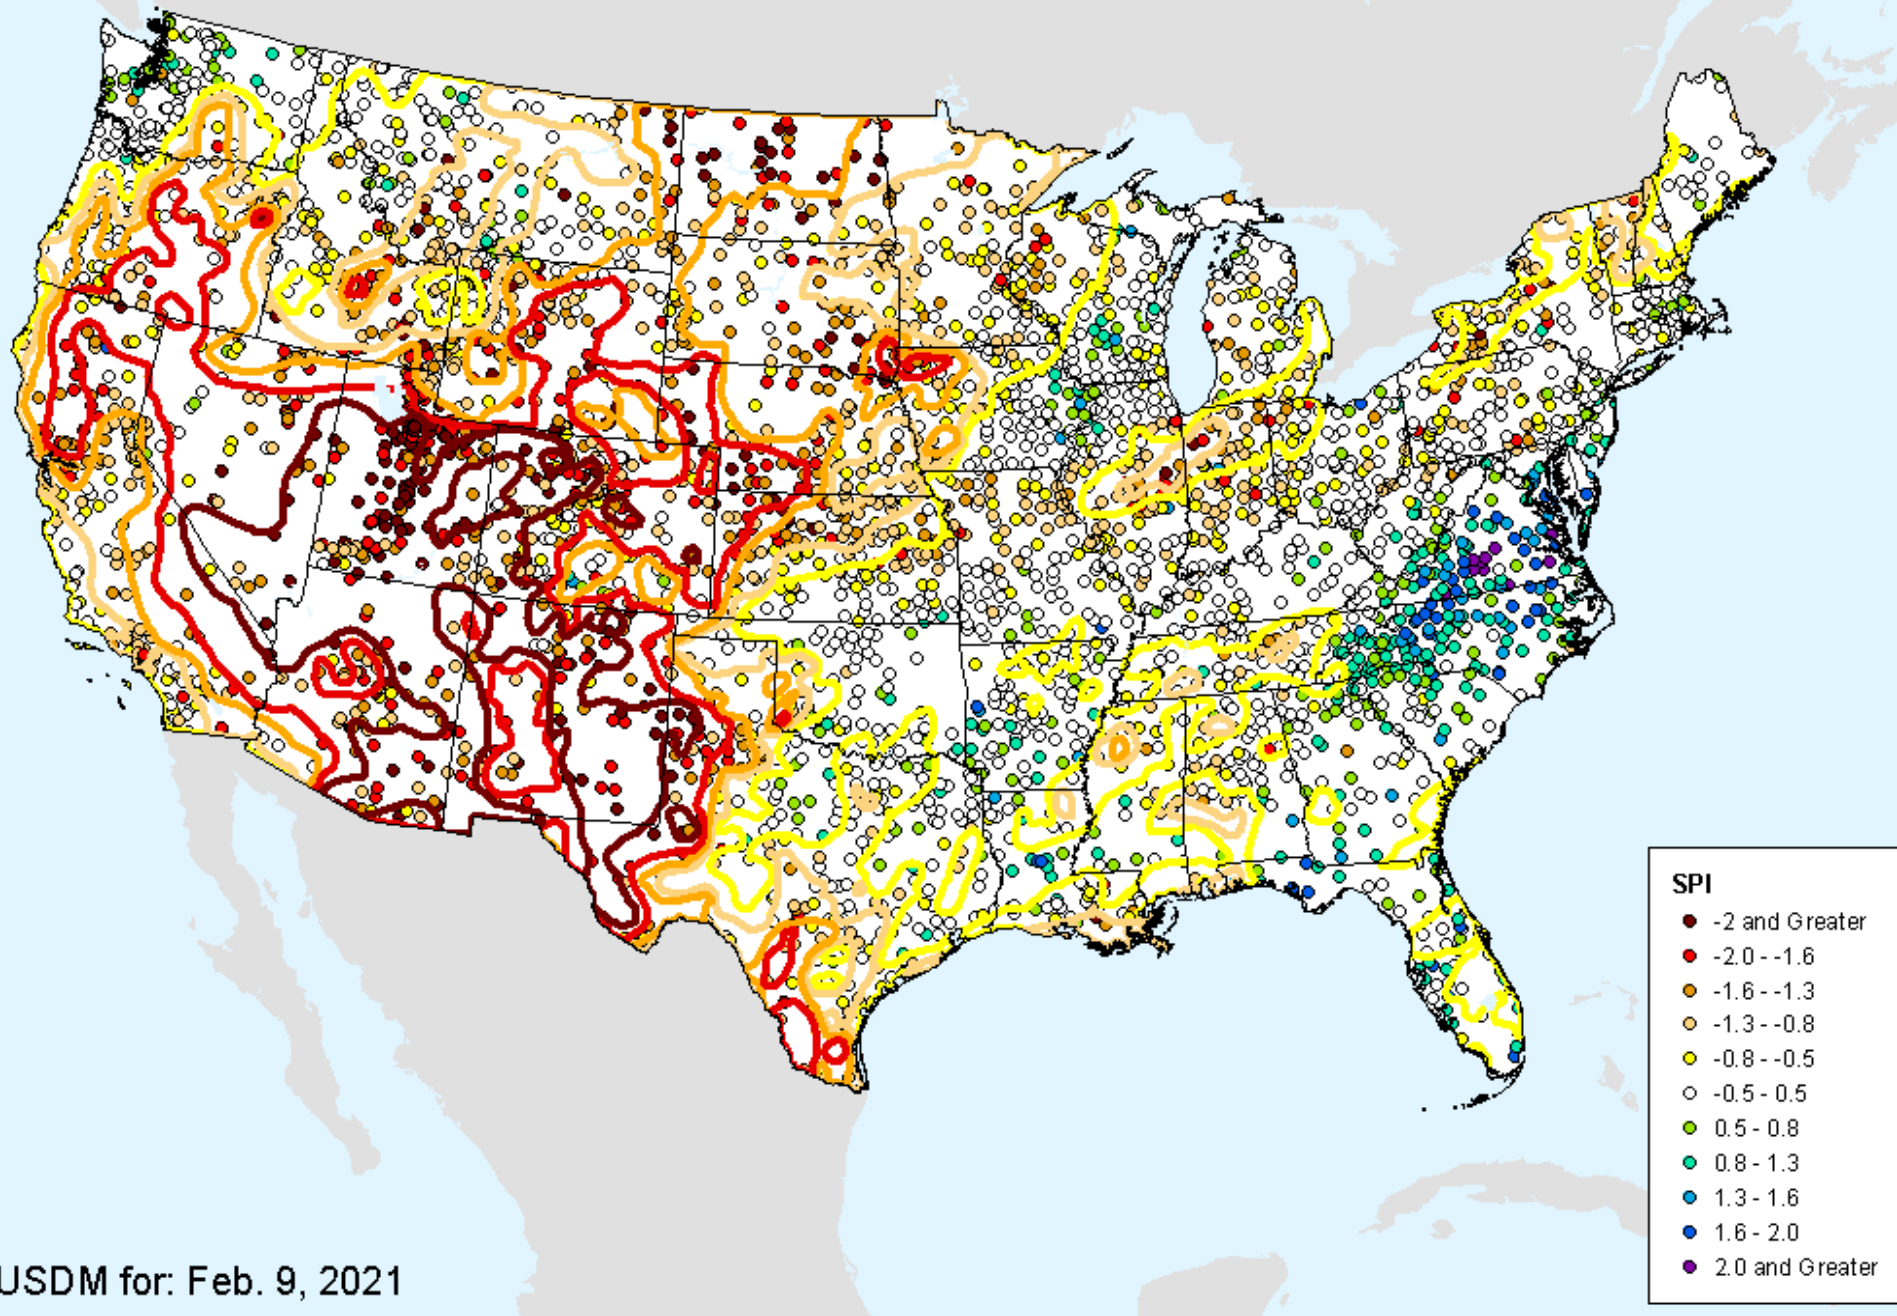 SPI
-2 and Greater
-2.0 - -1.6
-1.6 - -1.3
-1.3 - -0.8
-0.8 - -0.5
-0.5 - 0.5
0.5 - 0.8
0.8 - 1.3
1.3 - 1.6
1.6 - 2.0
2.0 and Greater
USDM for: Feb. 9, 2021